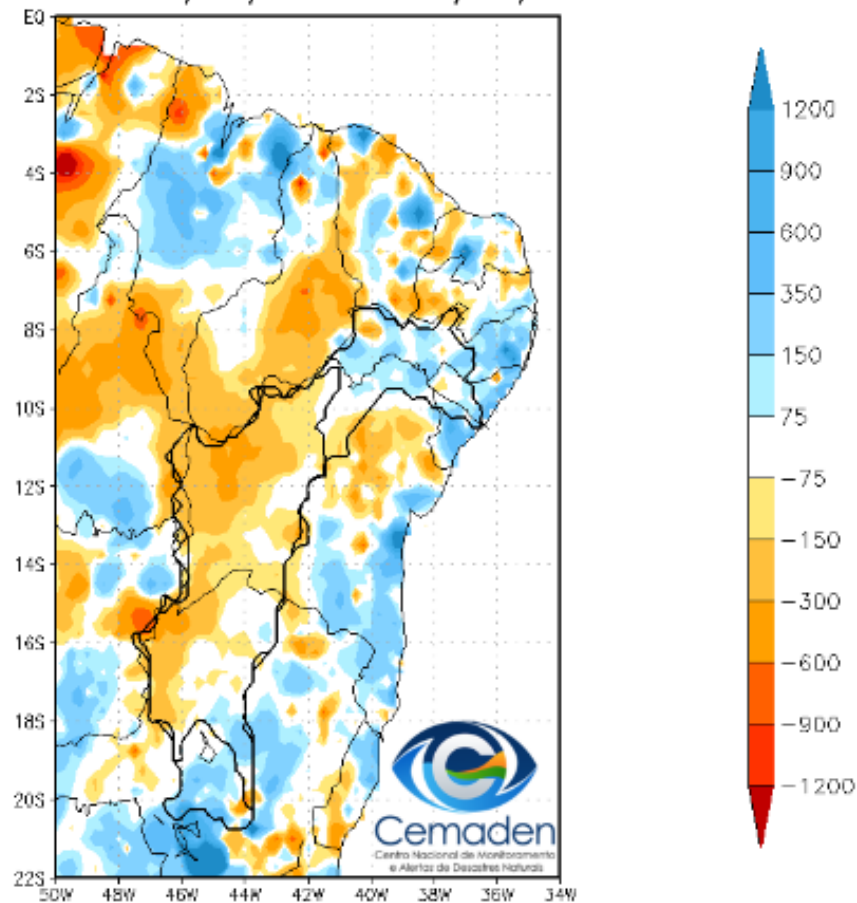 EQ
2S
4S
6S
8S
10S
12S
14S
16S
18S
20S
22S
50W 48W 46W 44W 42W 40W 38W 36W 34W
1200
900
600
350
150
75
-75
-150
-300
-600
-900
-1200
Cemaden
Centro Nacional de Monitoramento
e Alertas de Desastres Naturais